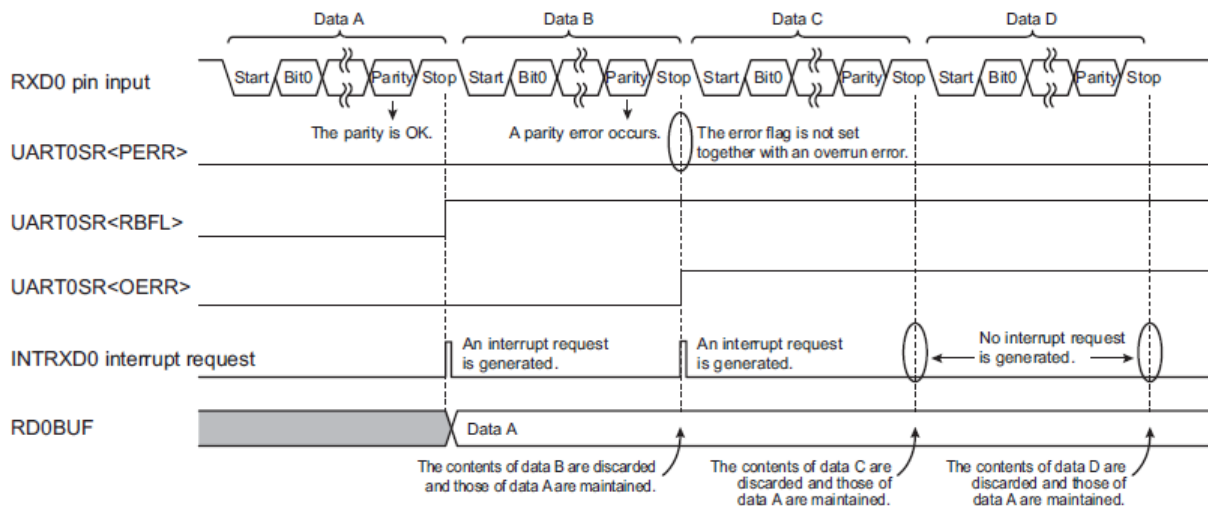 Data A
Data B
Data C
Data D
RXD0 pin input
Start Bit0 Parity Stop Start Bit0 Parity Stop Start Bit0 Parity Stop Start Bit0 Parity Stop
The parity is OK.
A parity error occurs.
The error flag is not set
together with an overrun error.
UART0SR<PERR>
UART0SR<RBFL>
UART0SR<OERR>
INTRXD0 interrupt request
An interrupt request
is generated.
An interrupt request
is generated.
No interrupt request
is generated.
RD0BUF
Data A
The contents of data B are discarded
and those of data A are maintained.
The contents of data C are
discarded and those of
data A are maintained.
The contents of data D are
discarded and those of
data A are maintained.